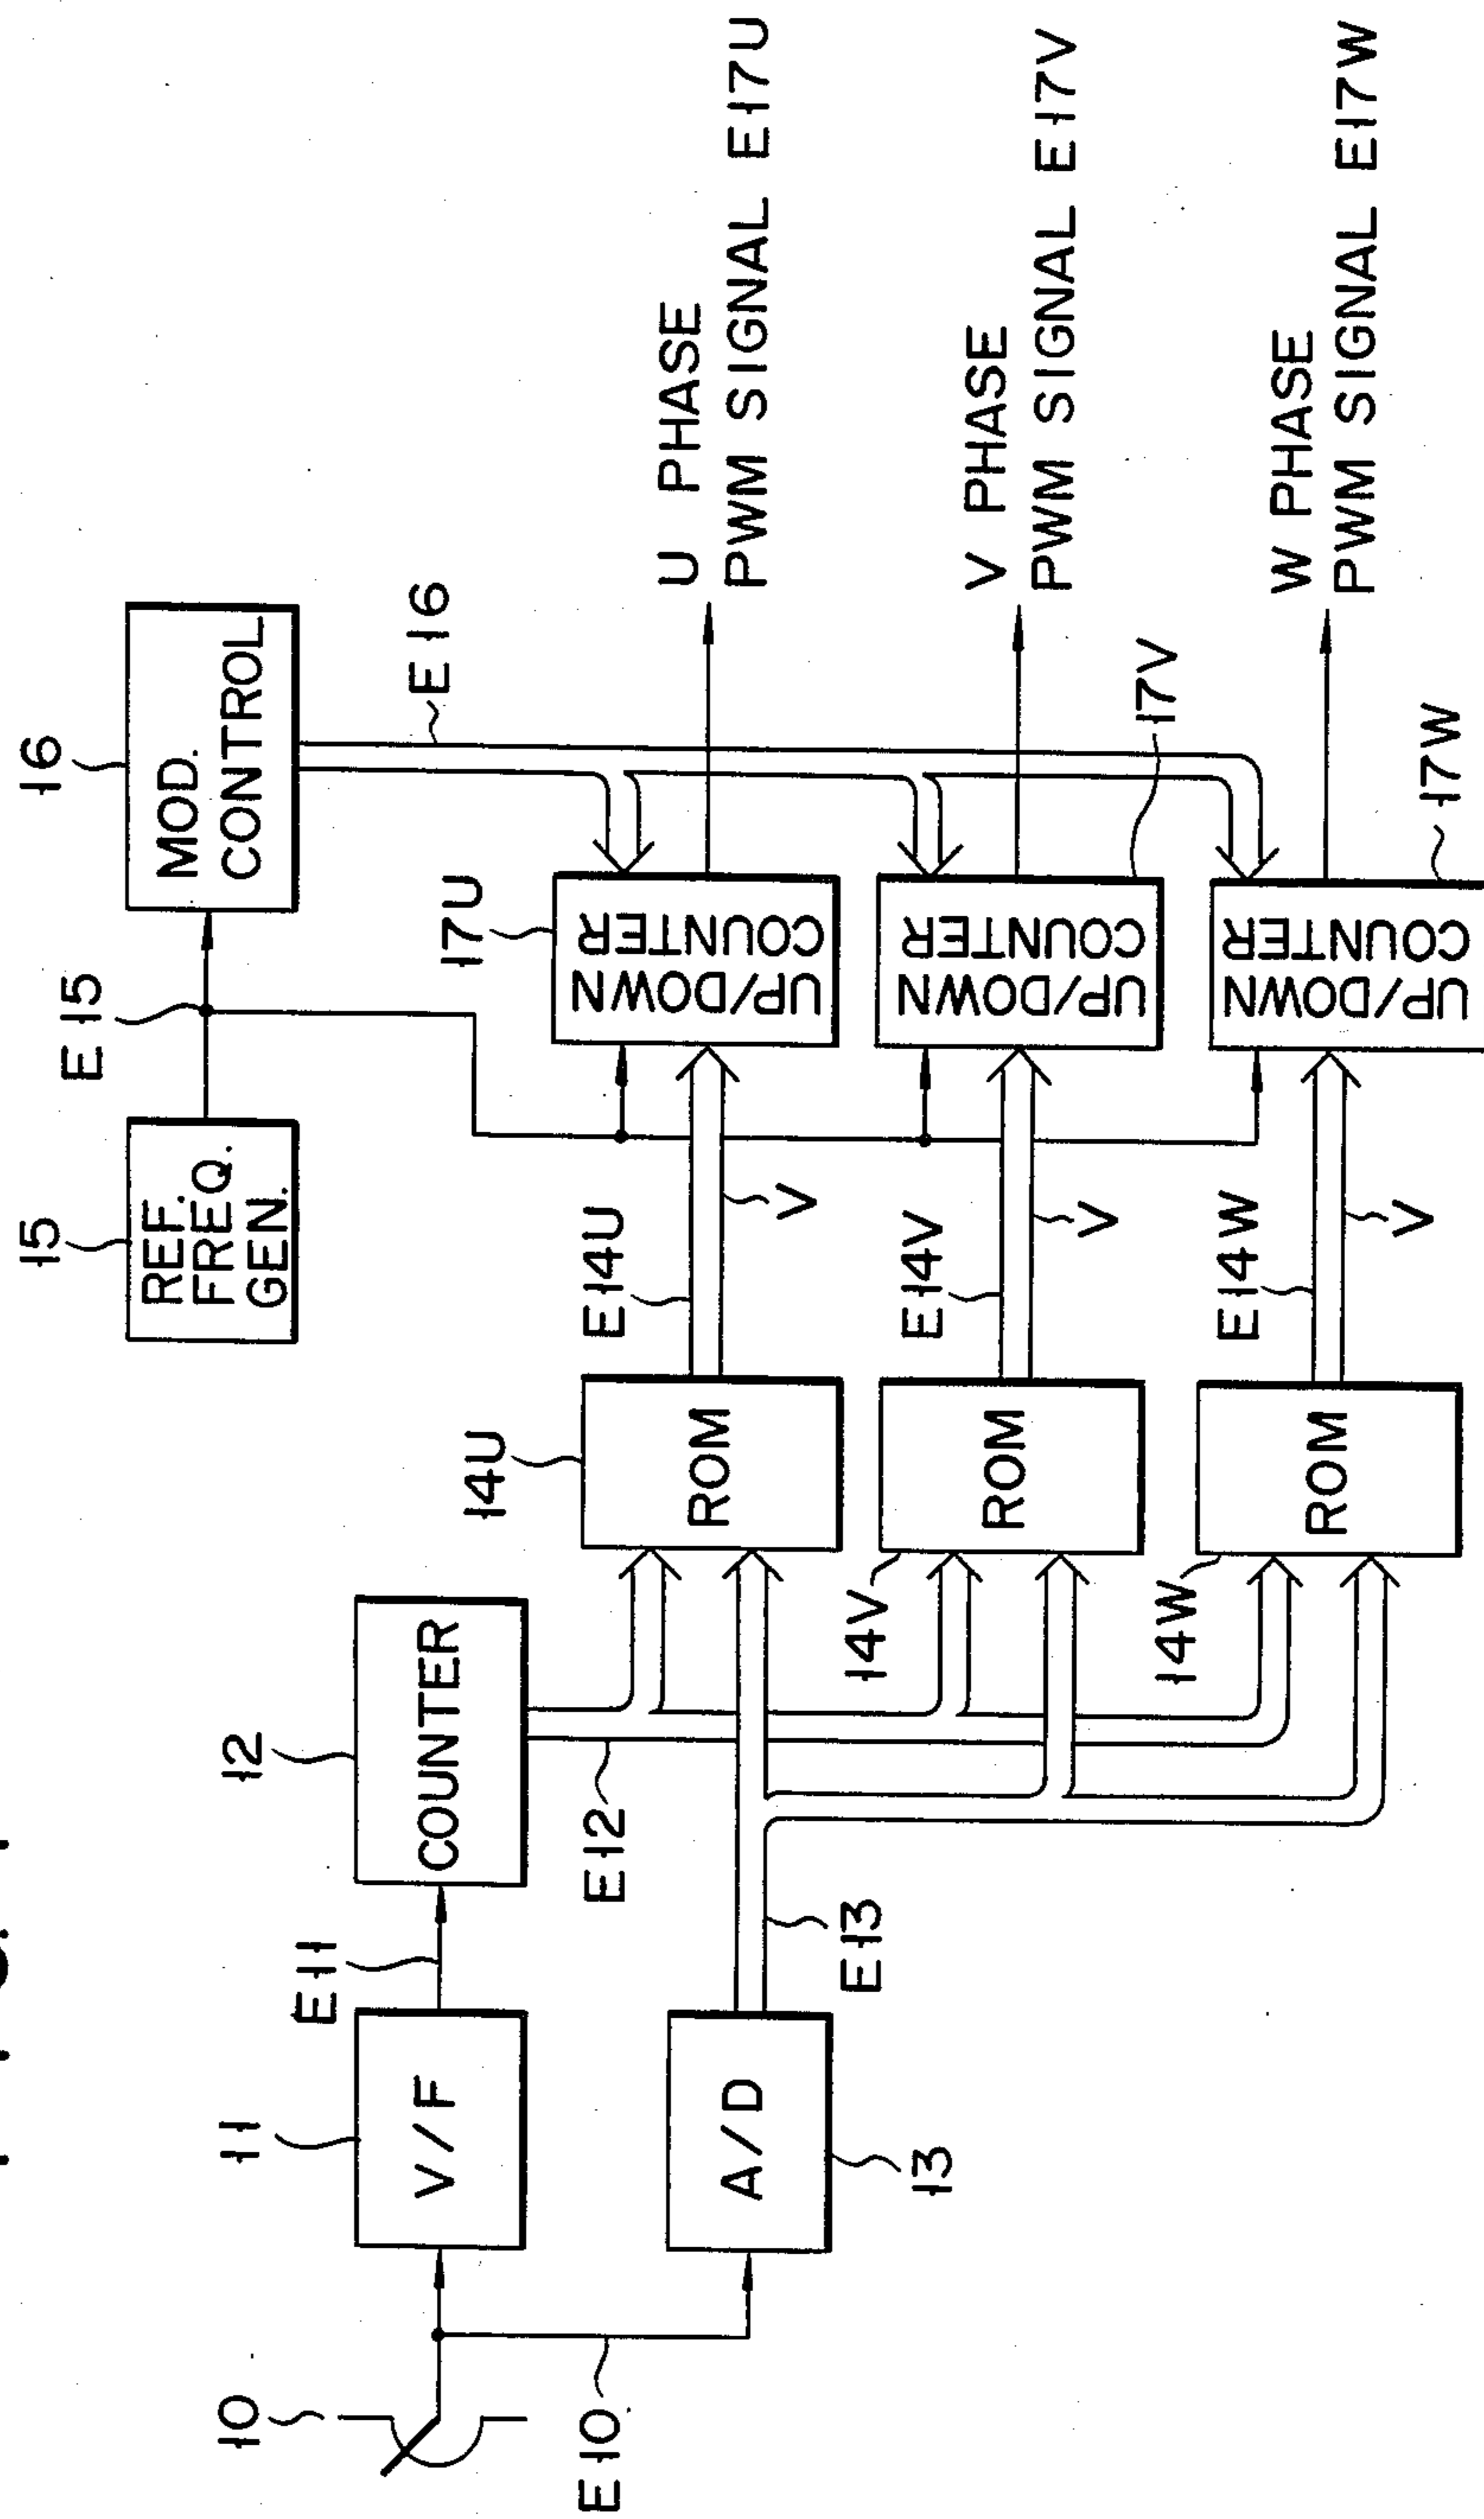 10
E10
11
V/F
E11
12
COUNTER
E12
13
A/D
E13
14U
ROM
14V
ROM
14W
ROM
E14U
V
E14V
V
E14W
V
15
REF.
FREQ.
GEN.
E15
16
MOD.
CONTROL
E16
17U
UP/DOWN
COUNTER
17V
UP/DOWN
COUNTER
17W
UP/DOWN
COUNTER
U PHASE
PWM SIGNAL E17U
V PHASE
PWM SIGNAL E17V
W PHASE
PWM SIGNAL E17W